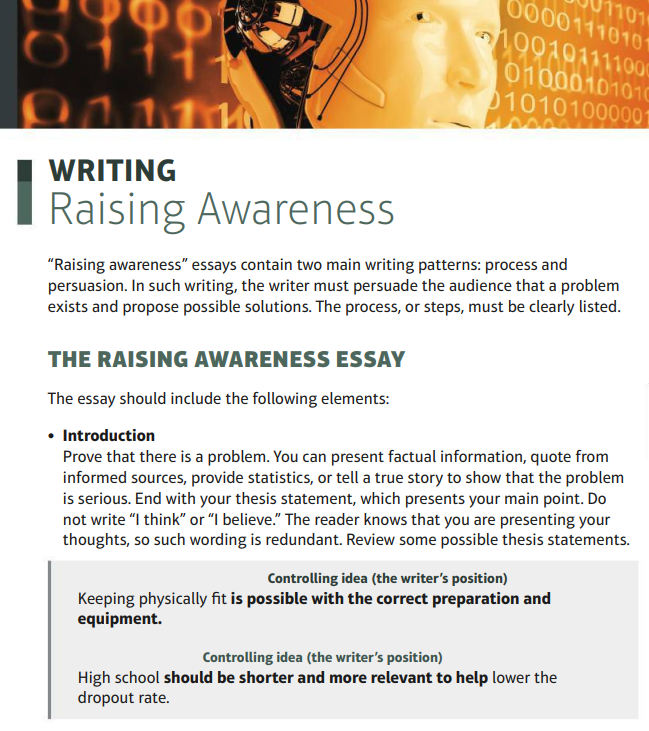 WRITING
Raising Awareness
“Raising awareness” essays contain two main writing patterns: process and
persuasion. In such writing, the writer must persuade the audience that a problem
exists and propose possible solutions. The process, or steps, must be clearly listed.
THE RAISING AWARENESS ESSAY
The essay should include the following elements:
• Introduction
Prove that there is a problem. You can present factual information, quote from
informed sources, provide statistics, or tell a true story to show that the problem
is serious. End with your thesis statement, which presents your main point. Do
not write “I think” or “I believe.” The reader knows that you are presenting your
thoughts, so such wording is redundant. Review some possible thesis statements.
Controlling idea (the writer’s position)
Keeping physically fit is possible with the correct preparation and
equipment.
Controlling idea (the writer’s position)
High school should be shorter and more relevant to help lower the
dropout rate.